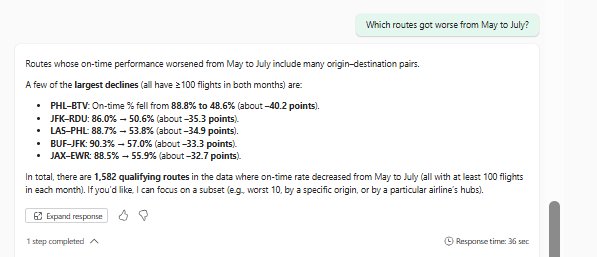 Which routes got worse from May to July?
Routes whose on-time performance worsened from May to July include many origin–destination pairs.
A few of the largest declines (all have ≥100 flights in both months) are:
• PHL–BTV: On-time % fell from 88.8% to 48.6% (about –40.2 points).
• JFK–RDU: 86.0% → 50.6% (about –35.3 points).
• LAS–PHL: 88.7% → 53.8% (about –34.9 points).
• BUF–JFK: 90.3% → 57.0% (about –33.3 points).
• JAX–EWR: 88.5% → 55.9% (about –32.7 points).
In total, there are 1,582 qualifying routes in the data where on-time rate decreased from May to July (all with at least 100 flights
in each month). If you'd like, I can focus on a subset (e.g., worst 10, by a specific origin, or by a particular airline's hubs).
Expand response
1 step completed
Response time: 36 sec